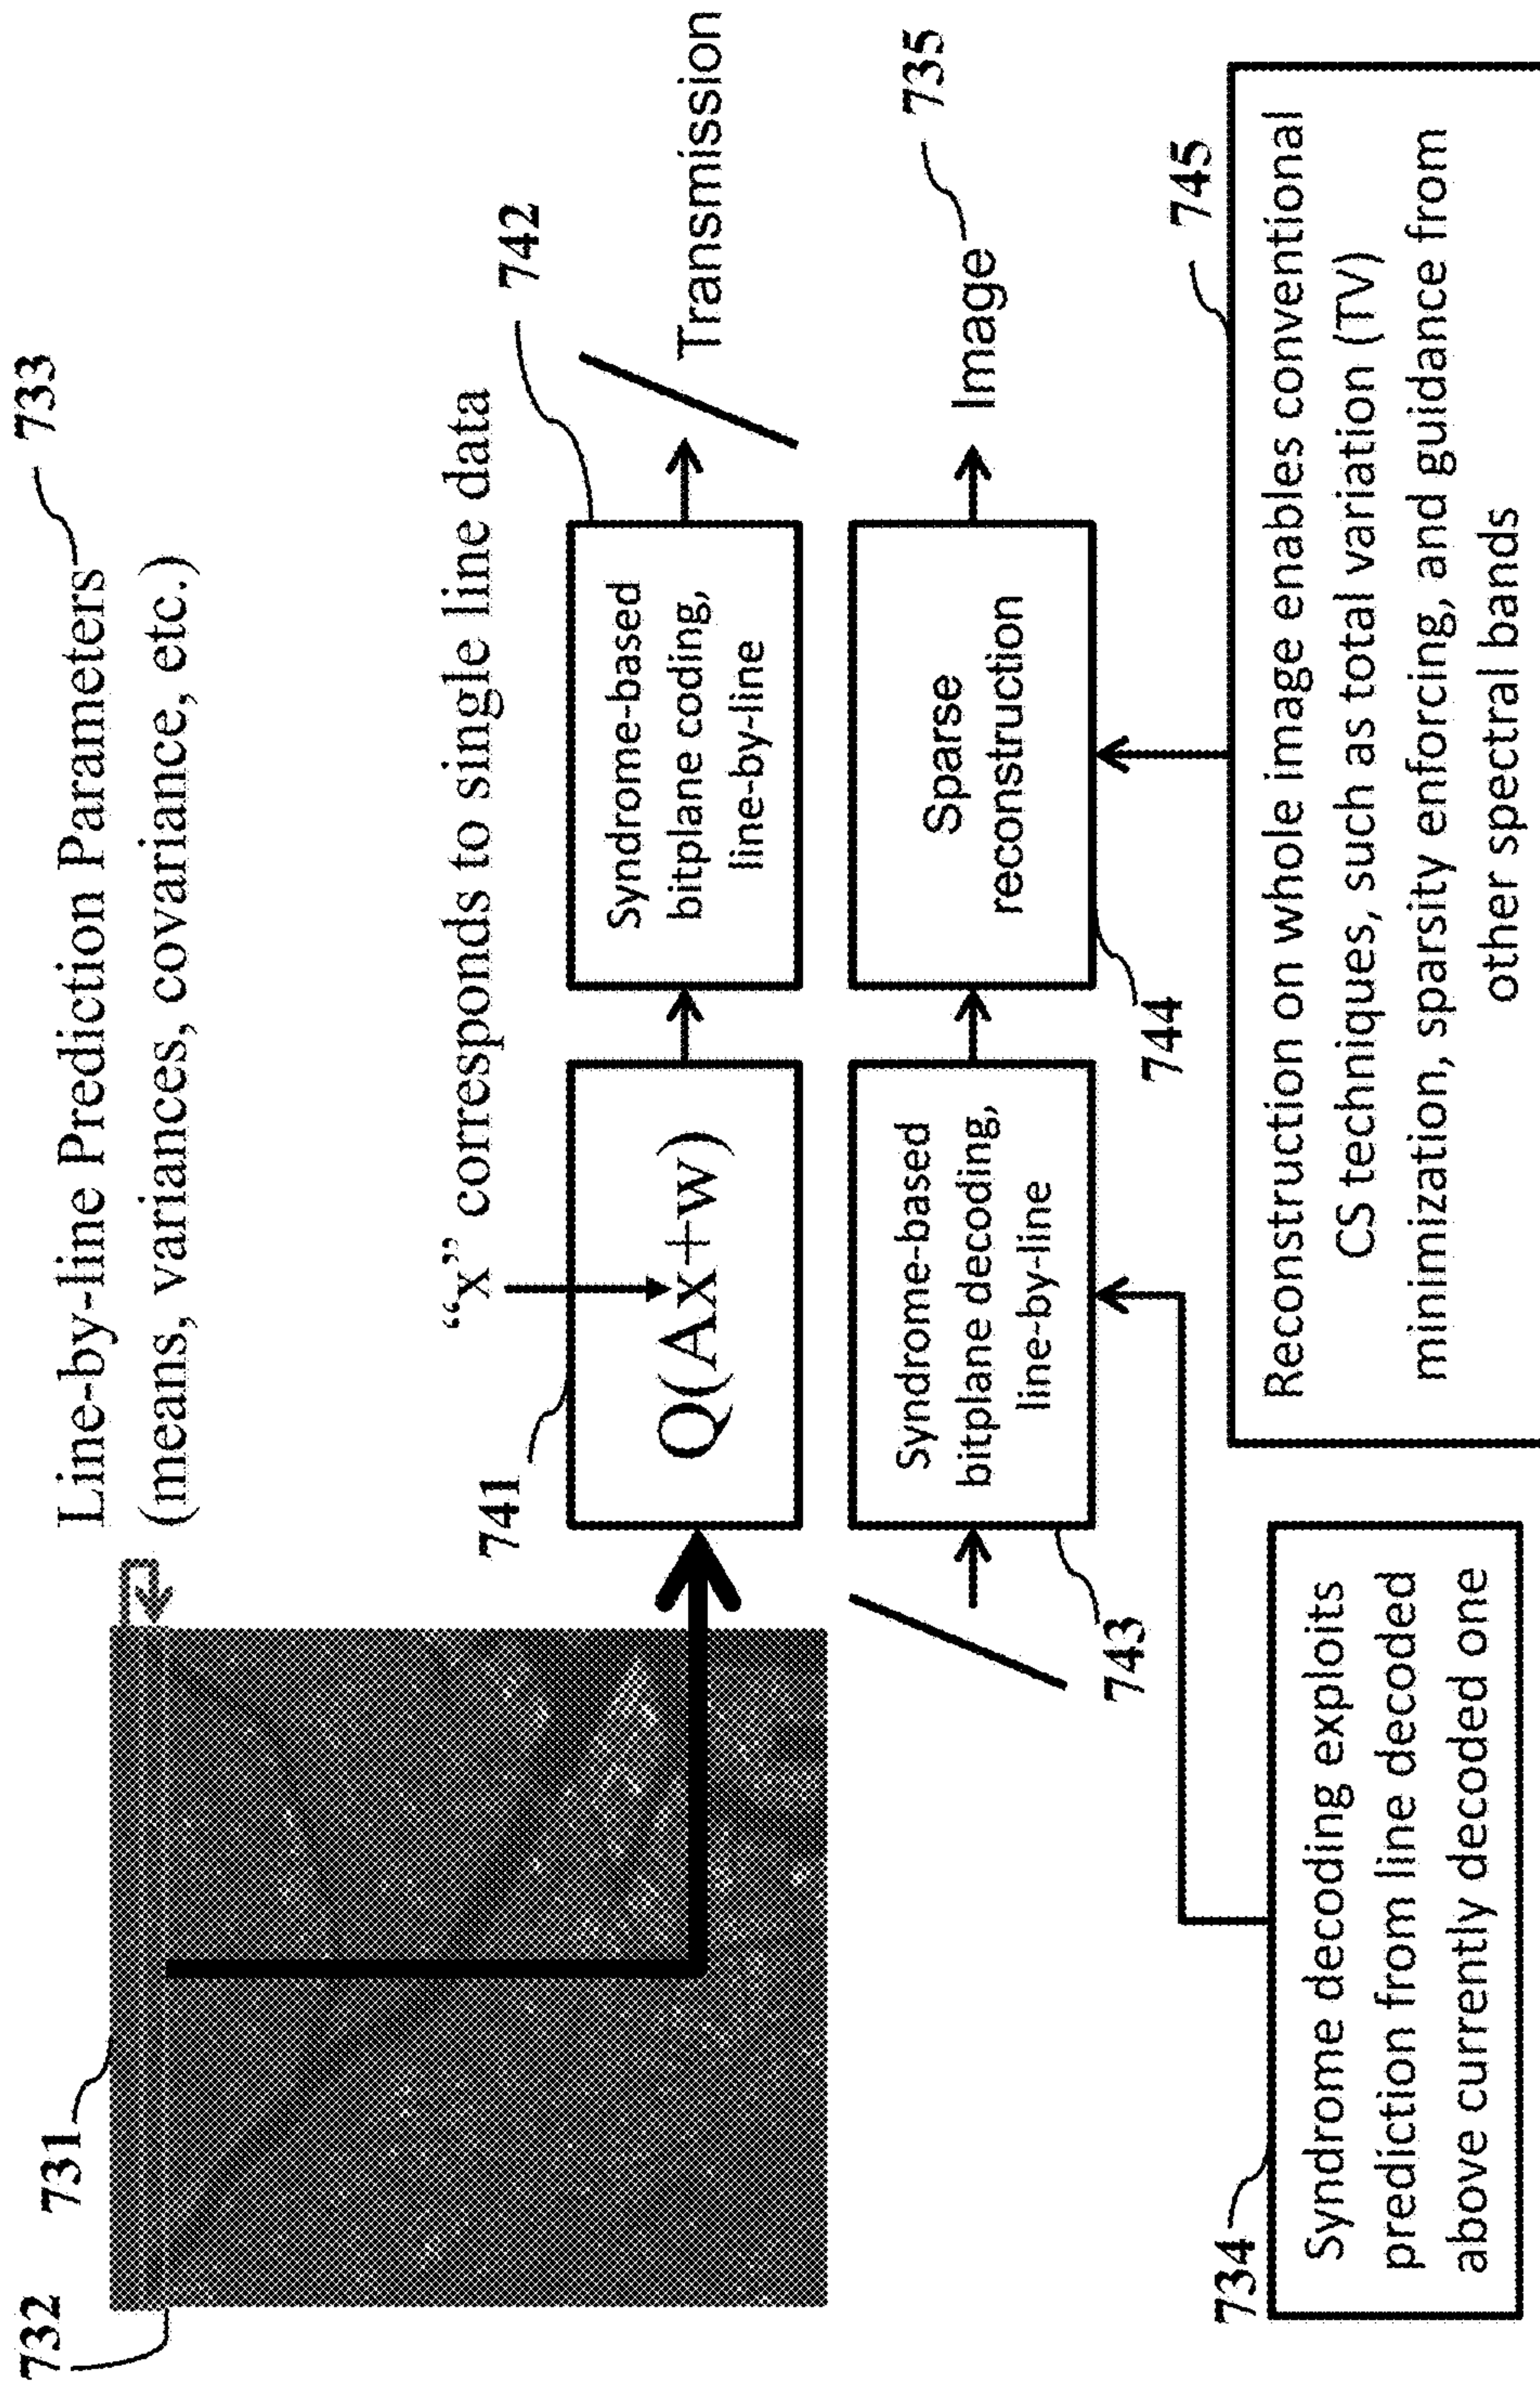 732
731
Line-by-line Prediction Parameters
733
(means, variances, covariance, etc.)
"x" corresponds to single line data
741
742
Q(Ax+w)
Syndrome-based
bitplane coding,
line-by-line
Transmission
743
Syndrome-based
bitplane decoding,
line-by-line
744
Sparse
reconstruction
Image
735
734
Syndrome decoding exploits
prediction from line decoded
above currently decoded one
745
Reconstruction on whole image enables conventional
CS techniques, such as total variation (TV)
minimization, sparsity enforcing, and guidance from
other spectral bands